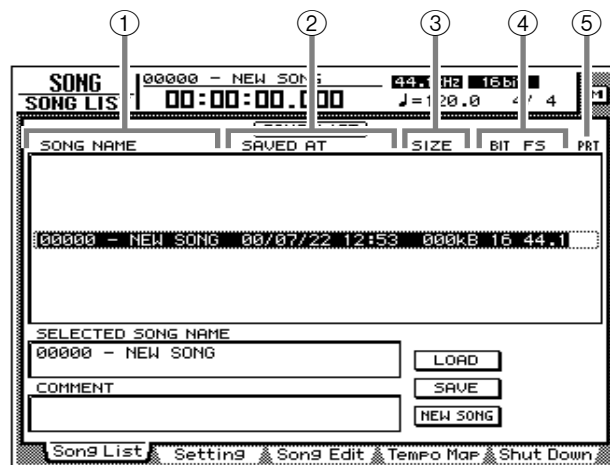 ① ② ③ ④ ⑤
SONG
SONG LIST
00000 - NEW SONG
00:00:00.000
16bit
♩=120.0 4/ 4
SONG NAME SAVED AT SIZE BIT FS PRT
00000 - NEW SONG 00/07/22 12:53 000kB 16 44.1
SELECTED SONG NAME
00000 - NEW SONG
LOAD
COMMENT
SAVE
NEW SONG
Song List Setting Song Edit Tempo Map Shut Down